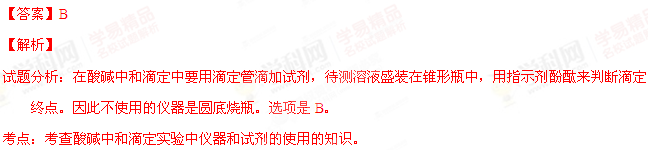 【答案】B
【解析】
试题分析：在酸碱中和滴定中要用滴定管滴加试剂，待测溶液盛装在锥形瓶中，用指示剂酚酞来判断滴定
终点。因此不使用的仪器是圆底烧瓶。选项是 B。
考点：考查酸碱中和滴定实验中仪器和试剂的使用的知识。